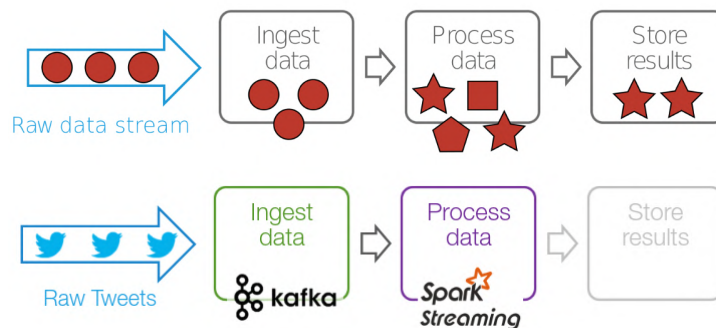 Ingest
data
Process
data
Store
results
Raw data stream
Ingest
data
Process
data
Store
results
Raw Tweets
kafka
Spark
Streaming